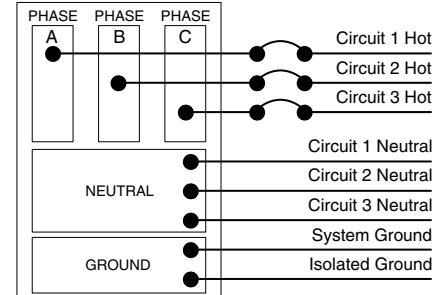 PHASE PHASE PHASE
A B C
Circuit 1 Hot
Circuit 2 Hot
Circuit 3 Hot
Circuit 1 Neutral
NEUTRAL
Circuit 2 Neutral
Circuit 3 Neutral
System Ground
GROUND
Isolated Ground